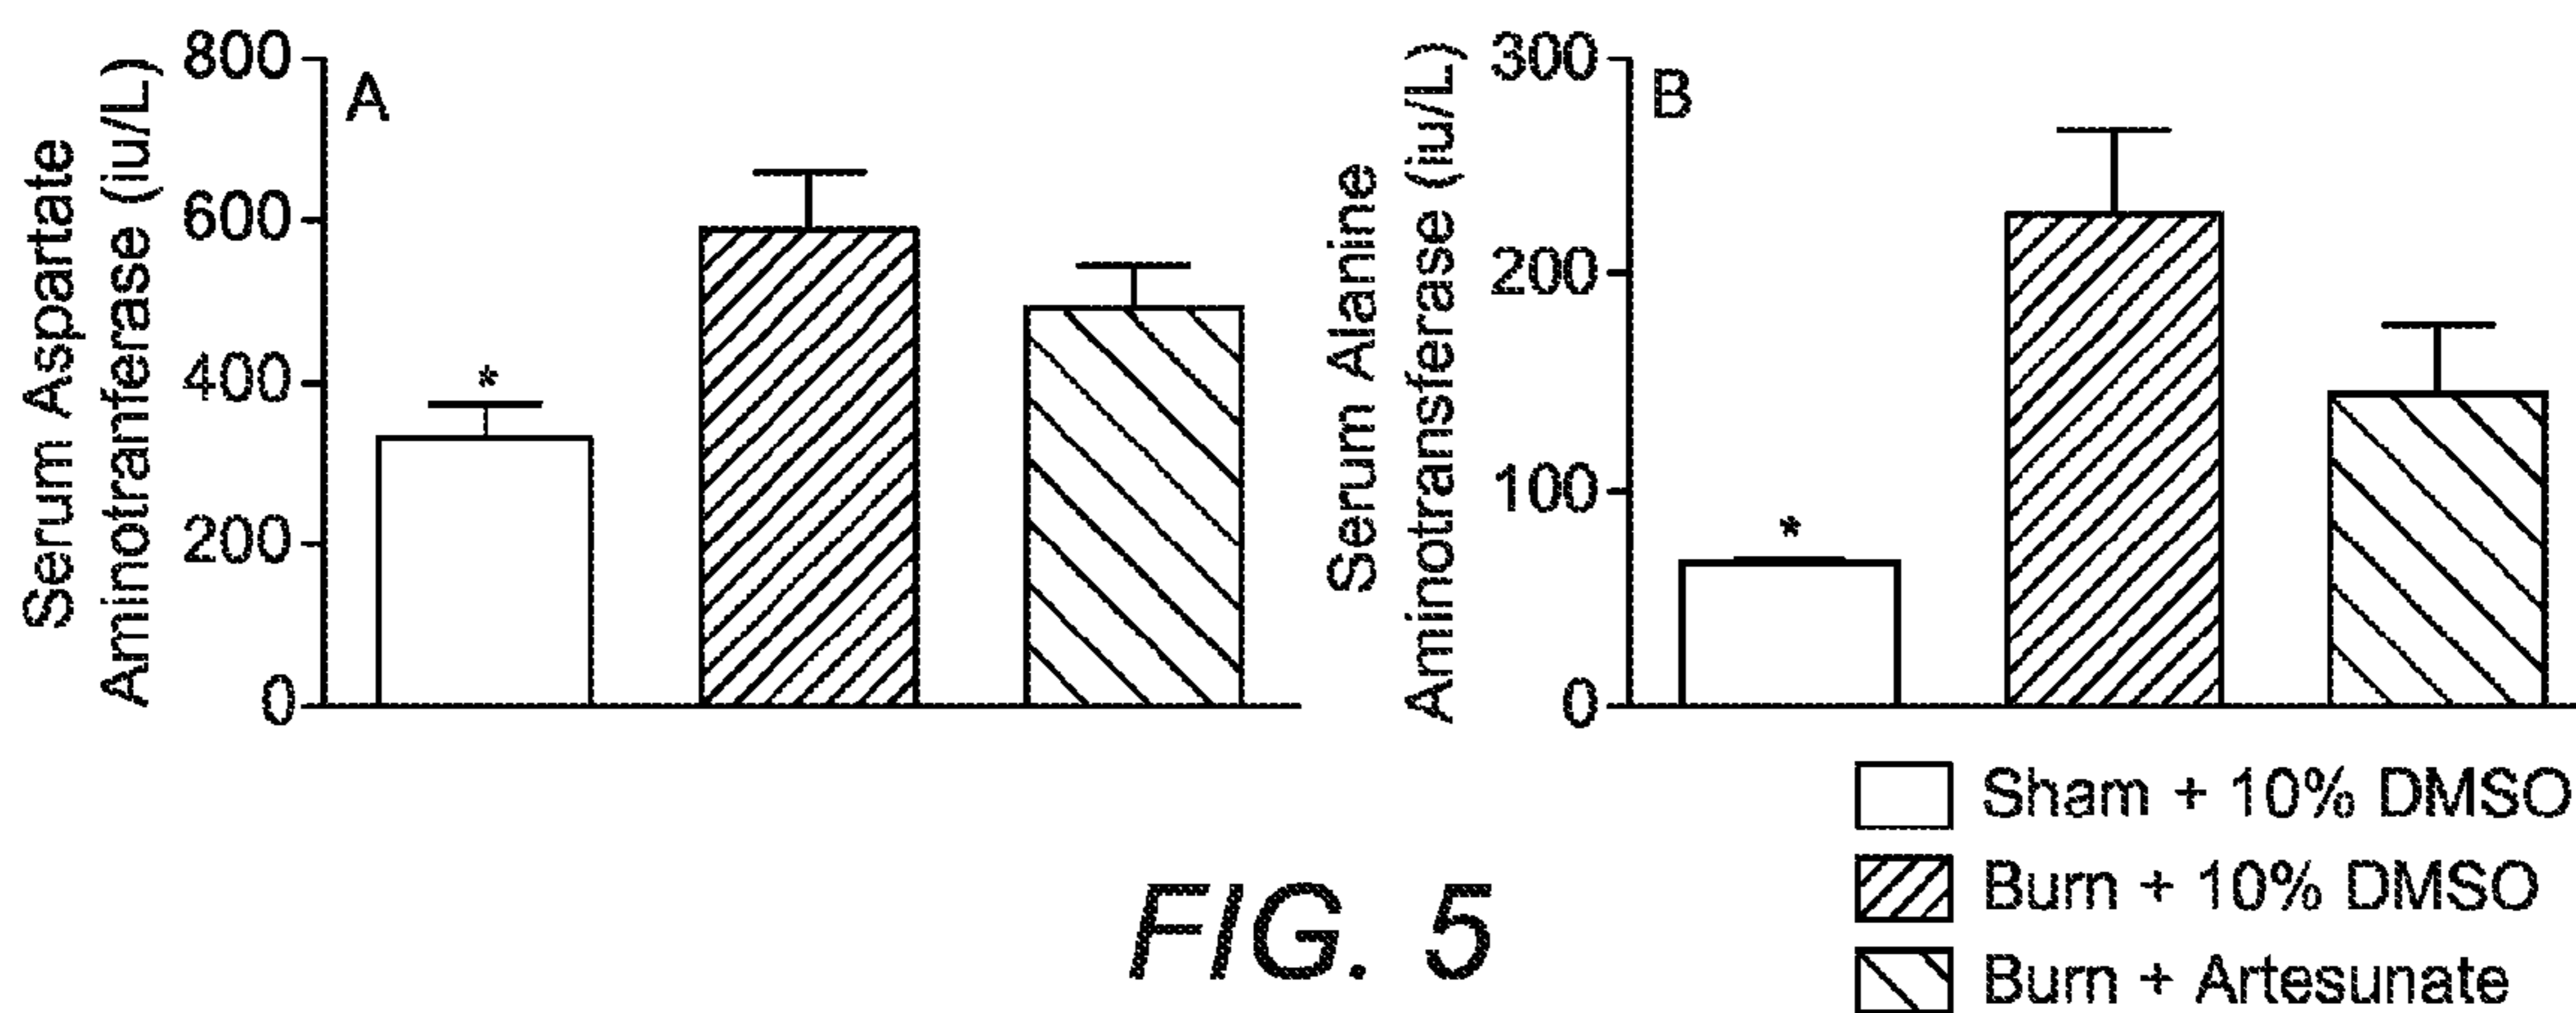 Serum Aspartate
Aminotranferase (iu/L)
800
600
400
200
0
A
*
Serum Alanine
Aminotransferase (iu/L)
300
200
100
0
B
*
Sham + 10% DMSO
Burn + 10% DMSO
Burn + Artesunate
FIG. 5